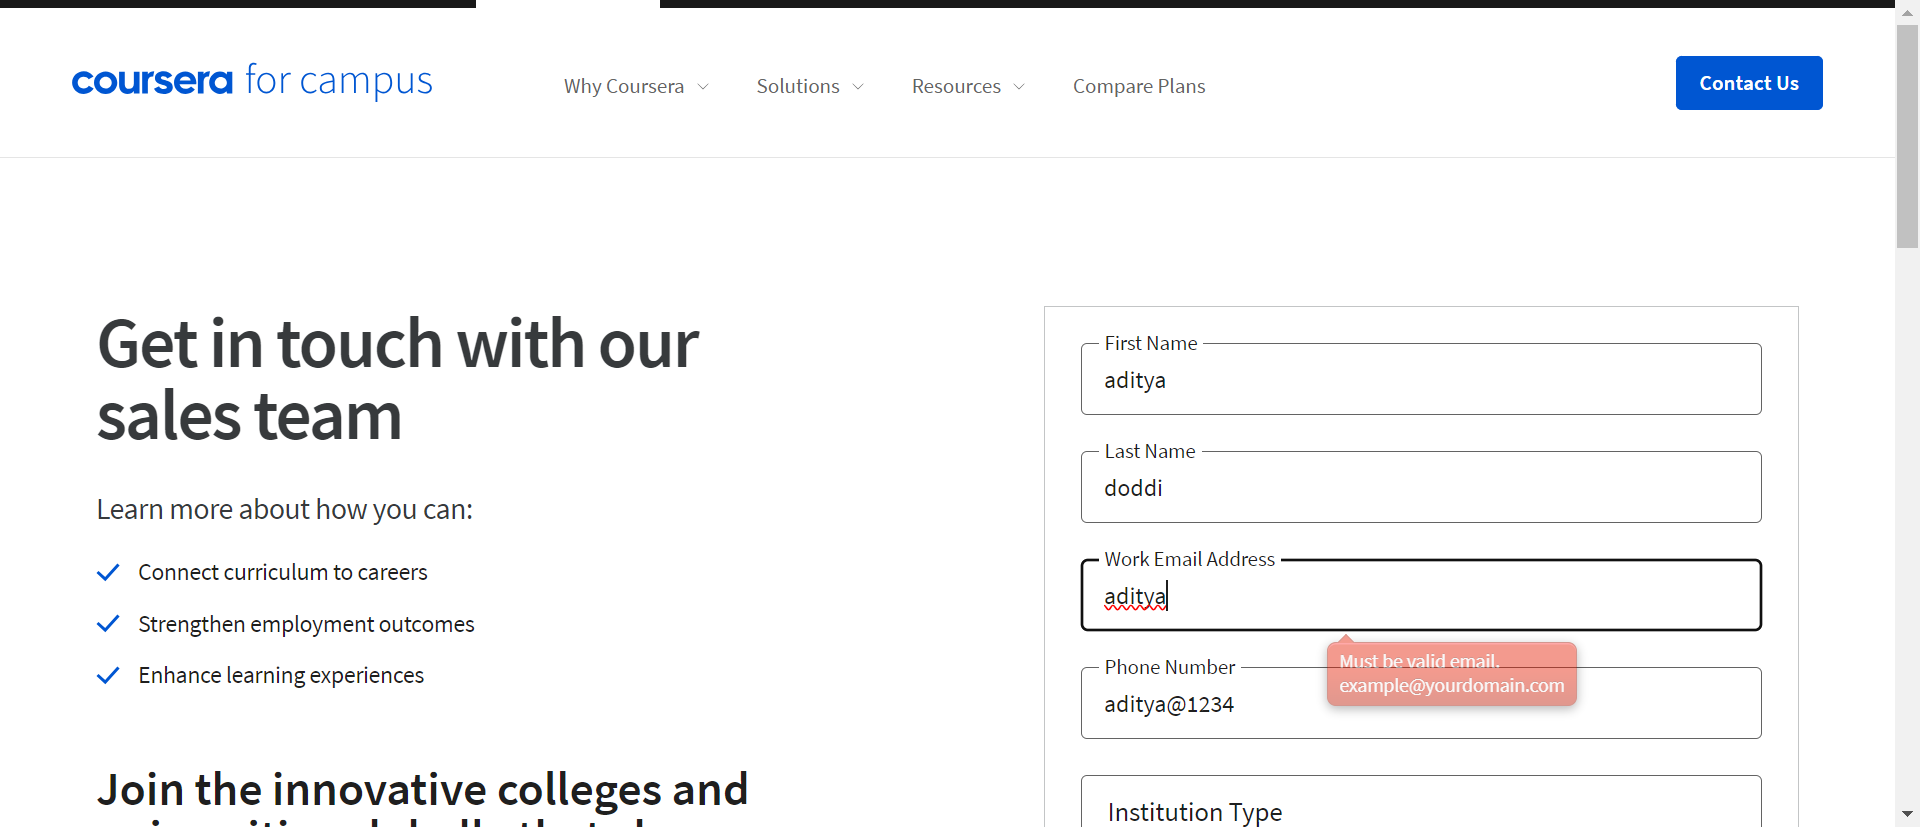 coursera for campus
Why Coursera
Solutions
Resources
Compare Plans
Contact Us
Get in touch with our
sales team
Learn more about how you can:
Connect curriculum to careers
Strengthen employment outcomes
Enhance learning experiences
Join the innovative colleges and
First Name
aditya
Last Name
doddi
Work Email Address
aditya
Must be valid email.
example@yourdomain.com
Phone Number
aditya@1234
Institution Type